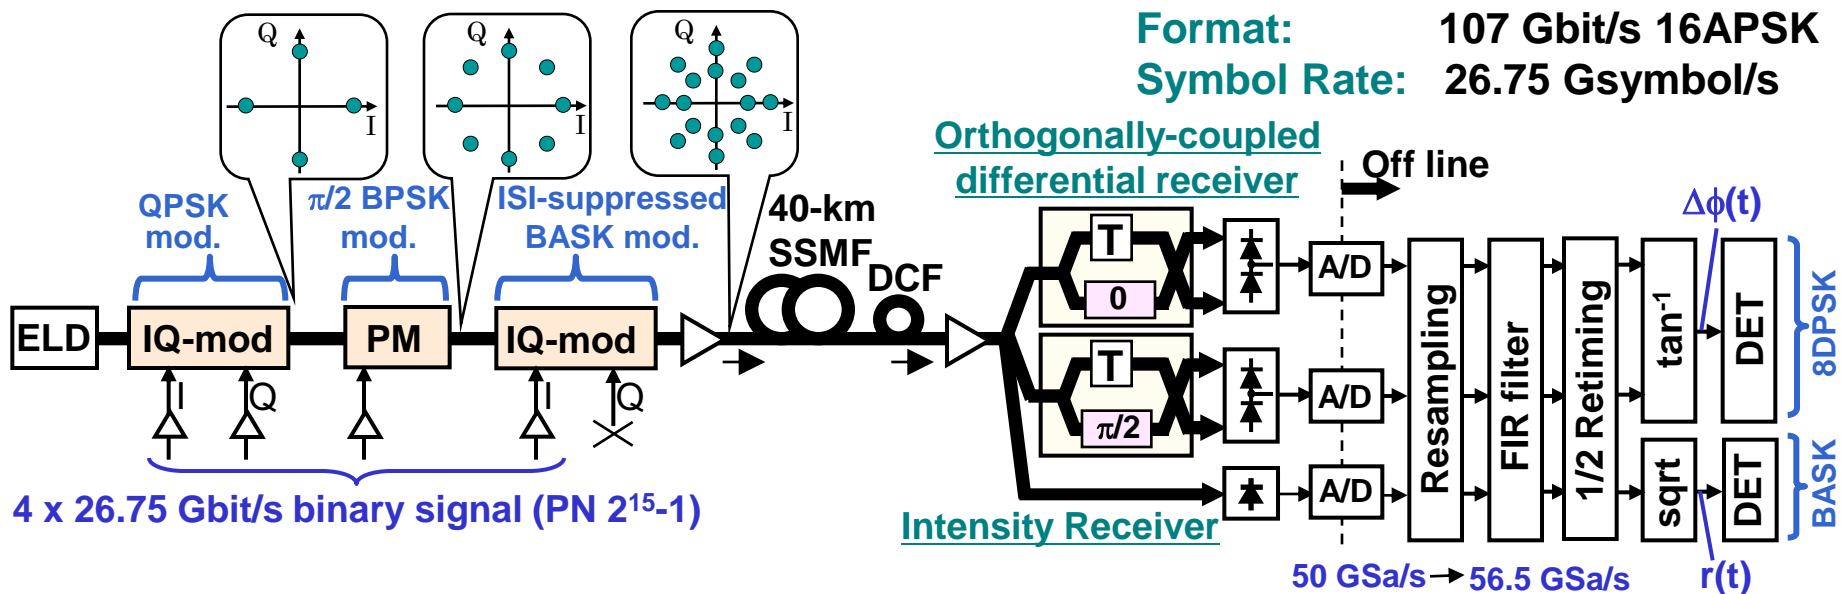 Format: 107 Gbit/s 16APSK
Symbol Rate: 26.75 Gsymbol/s
Q
I
Q
I
Q
I
QPSK
mod.
π/2 BPSK
mod.
ISI-suppressed
BASK mod.
40-km
SSMF
DCF
Orthogonally-coupled
differential receiver
Off line
Δϕ(t)
ELD
IQ-mod
PM
IQ-mod
I
Q
I
Q
4 x 26.75 Gbit/s binary signal (PN 2¹⁵-1)
T
0
T
π/2
Intensity Receiver
A/D
A/D
A/D
Resampling
FIR filter
1/2 Retiming
tan⁻¹
DET
8DPSK
sqrt
DET
BASK
50 GSa/s → 56.5 GSa/s
r(t)